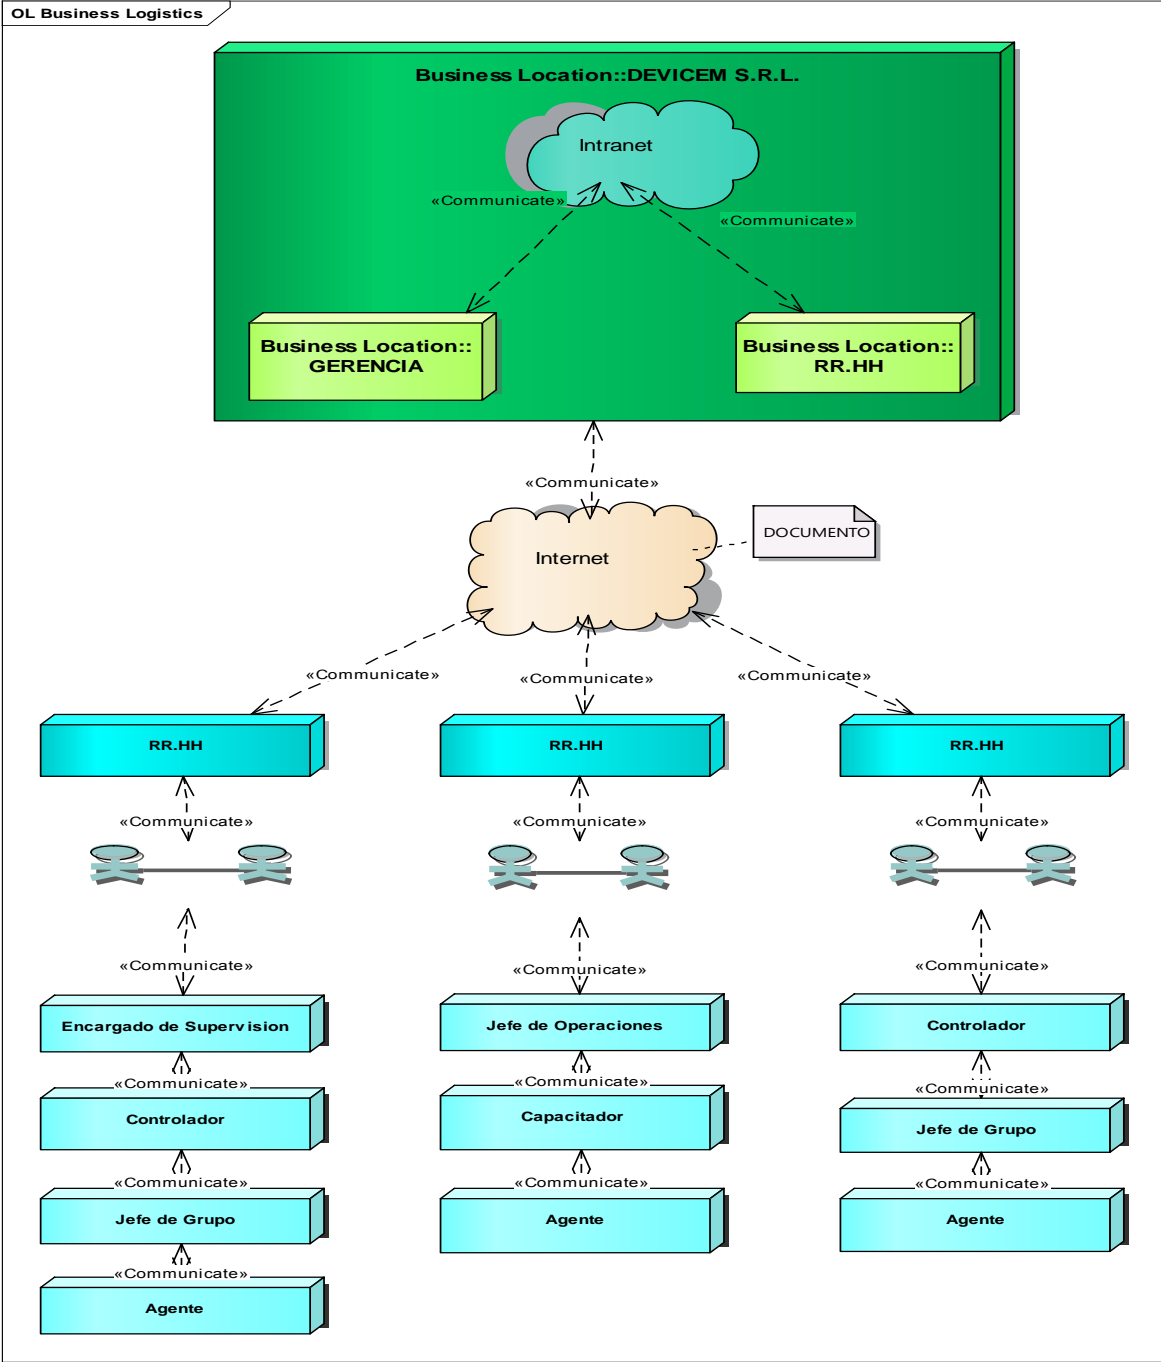 OL Business Logistics
Business Location::DEVICEM S.R.L.
Intranet
«Communicate»
«Communicate»
Business Location::
GERENCIA
Business Location::
RR.HH
«Communicate»
Internet
DOCUMENTO
«Communicate»
«Communicate»
«Communicate»
RR.HH
RR.HH
RR.HH
«Communicate»
«Communicate»
«Communicate»
«Communicate»
«Communicate»
«Communicate»
Encargado de Supervision
Jefe de Operaciones
Controlador
«Communicate»
«Communicate»
«Communicate»
Controlador
Capacitador
Jefe de Grupo
«Communicate»
«Communicate»
«Communicate»
Jefe de Grupo
Agente
Agente
«Communicate»
Agente